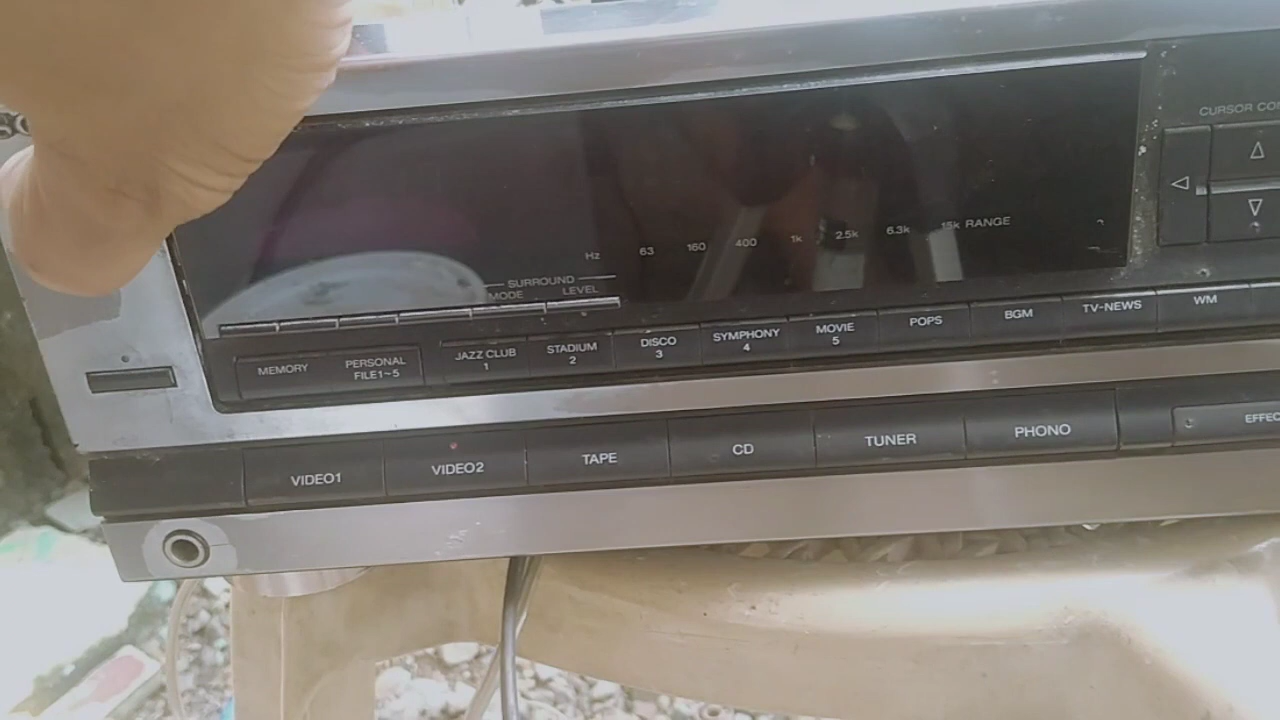 CURSOR
Hz 63 160 400 1k 2.5k 6.3k 15k RANGE
SURROUND
MODE LEVEL
MEMORY PERSONAL FILE1~5 JAZZ CLUB 1 STADIUM 2 DISCO 3 SYMPHONY 4 MOVIE 5 POPS BGM TV-NEWS WM
VIDEO1 VIDEO2 TAPE CD TUNER PHONO